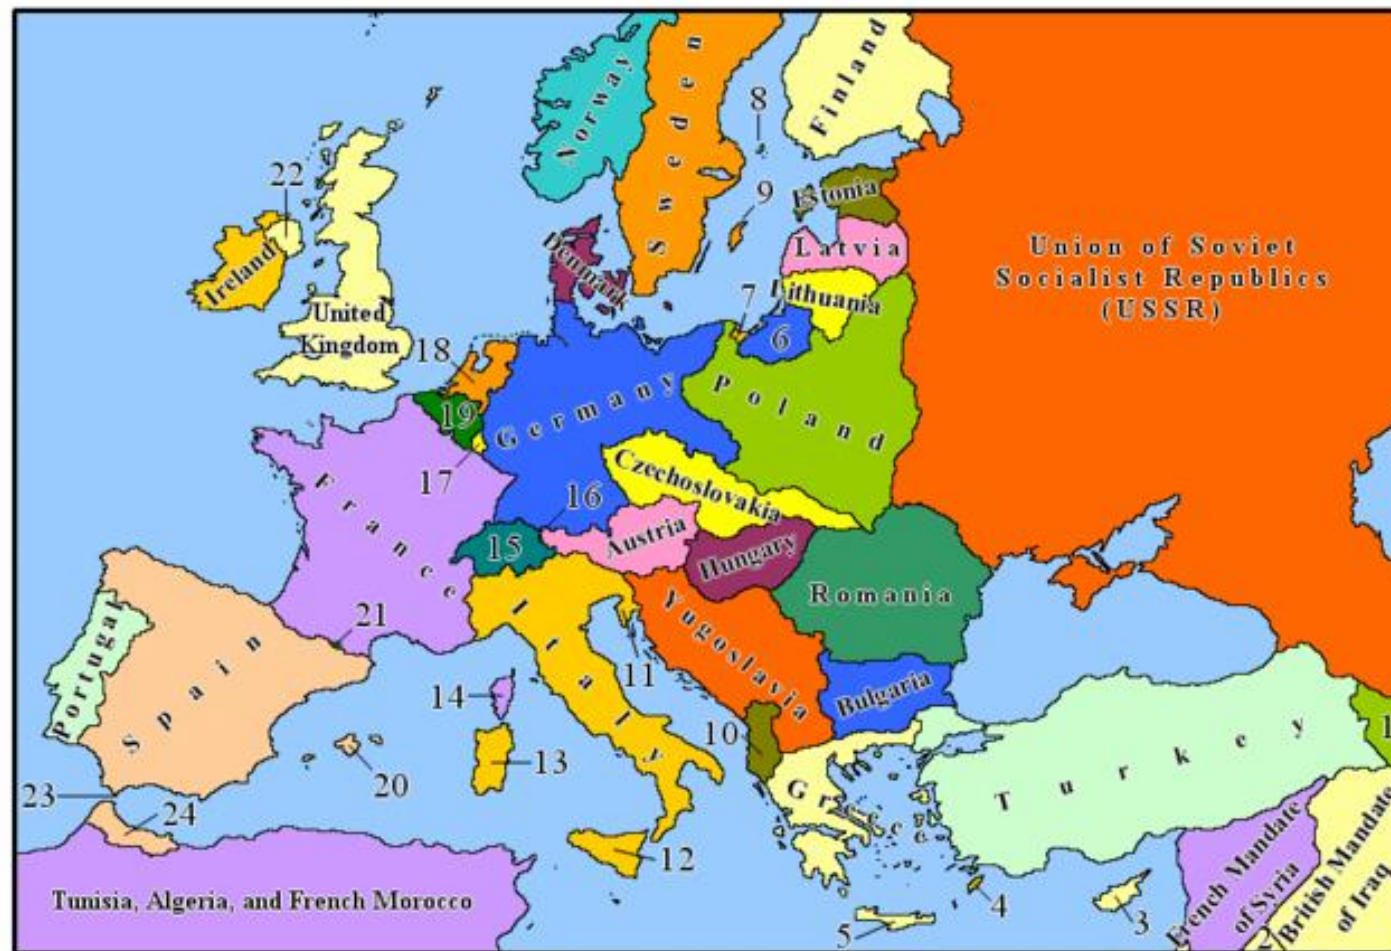 Norway
Sweden
Finland
8
22
9
Estonia
Ireland
Denmark
Latvia
Union of Soviet
Socialist Republics
(USSR)
7
Lithuania
6
United
Kingdom
18
Germany
Poland
19
17
France
Czechoslovakia
16
15
Austria
Hungary
Romania
Italy
Yugoslavia
21
Portugal
Spain
14
11
Bulgaria
10
13
20
Greece
Turkey
1
23
24
12
4
3
5
Tunisia, Algeria, and French Morocco
French Mandate
of Syria
British Mandate
of Iraq